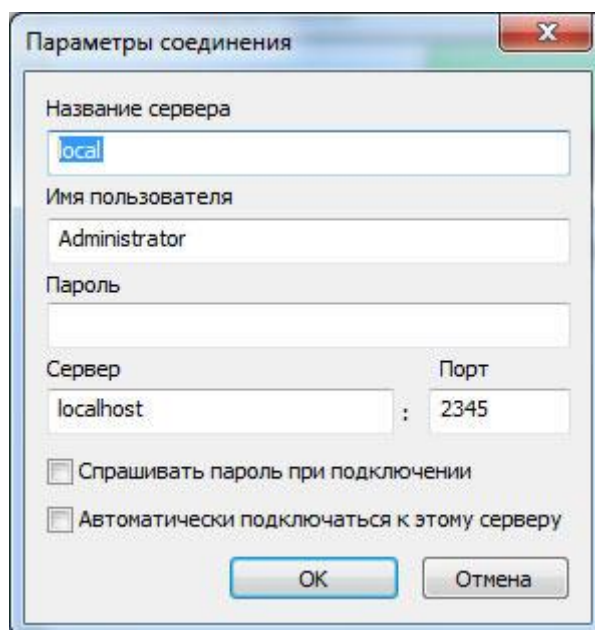 Параметры соединения
Название сервера
local
Имя пользователя
Administrator
Пароль
Сервер Порт
localhost : 2345
Спрашивать пароль при подключении
Автоматически подключаться к этому серверу
OK Отмена